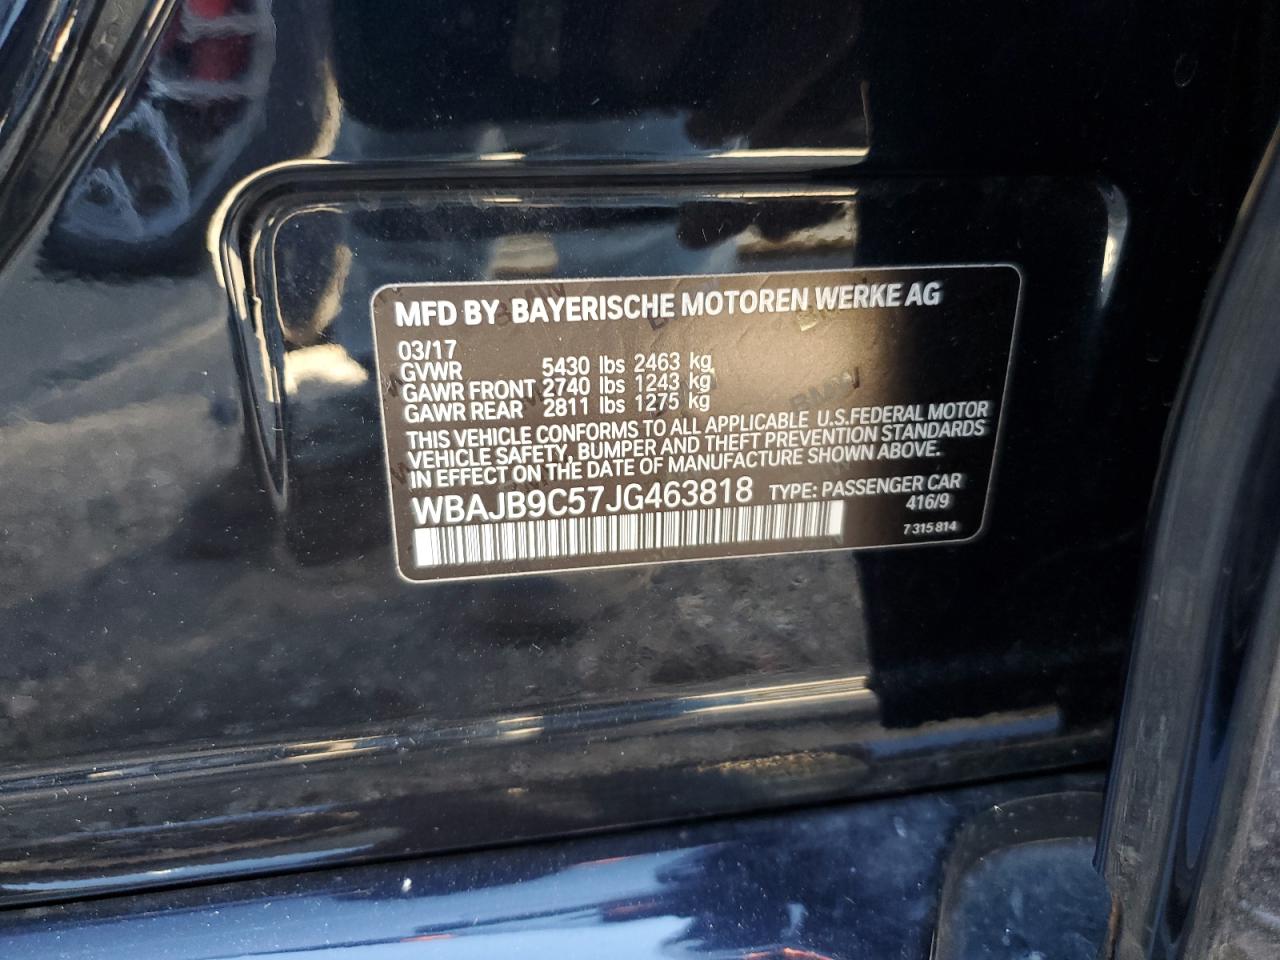 MFD BY BAYERISCHE MOTOREN WERKE AG
03/17
GVWR 5430 lbs 2463 kg
GAWR FRONT 2740 lbs 1243 kg
GAWR REAR 2811 lbs 1275 kg
THIS VEHICLE CONFORMS TO ALL APPLICABLE U.S.FEDERAL MOTOR
VEHICLE SAFETY, BUMPER AND THEFT PREVENTION STANDARDS
IN EFFECT ON THE DATE OF MANUFACTURE SHOWN ABOVE.
WBAJB9C57JG463818 TYPE: PASSENGER CAR
416/9
7 315 814